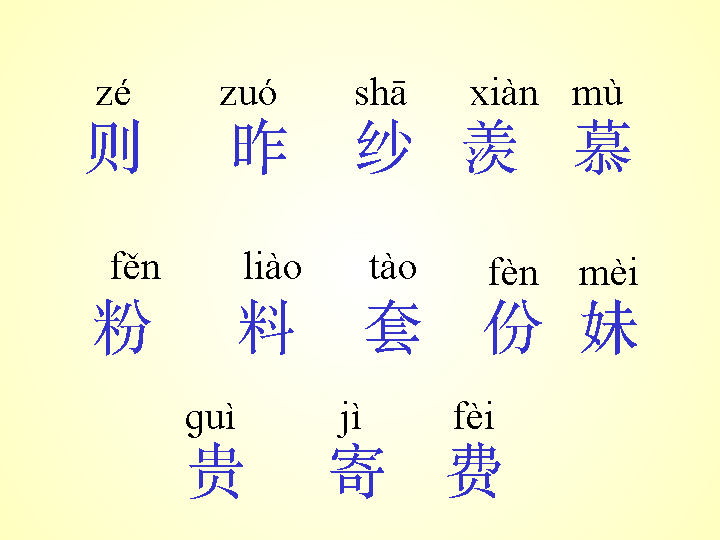 zé zuó shā xiàn mù
则 昨 纱 羡 慕
fěn liào tào fèn mèi
粉 料 套 份 妹
guì jì fèi
贵 寄 费